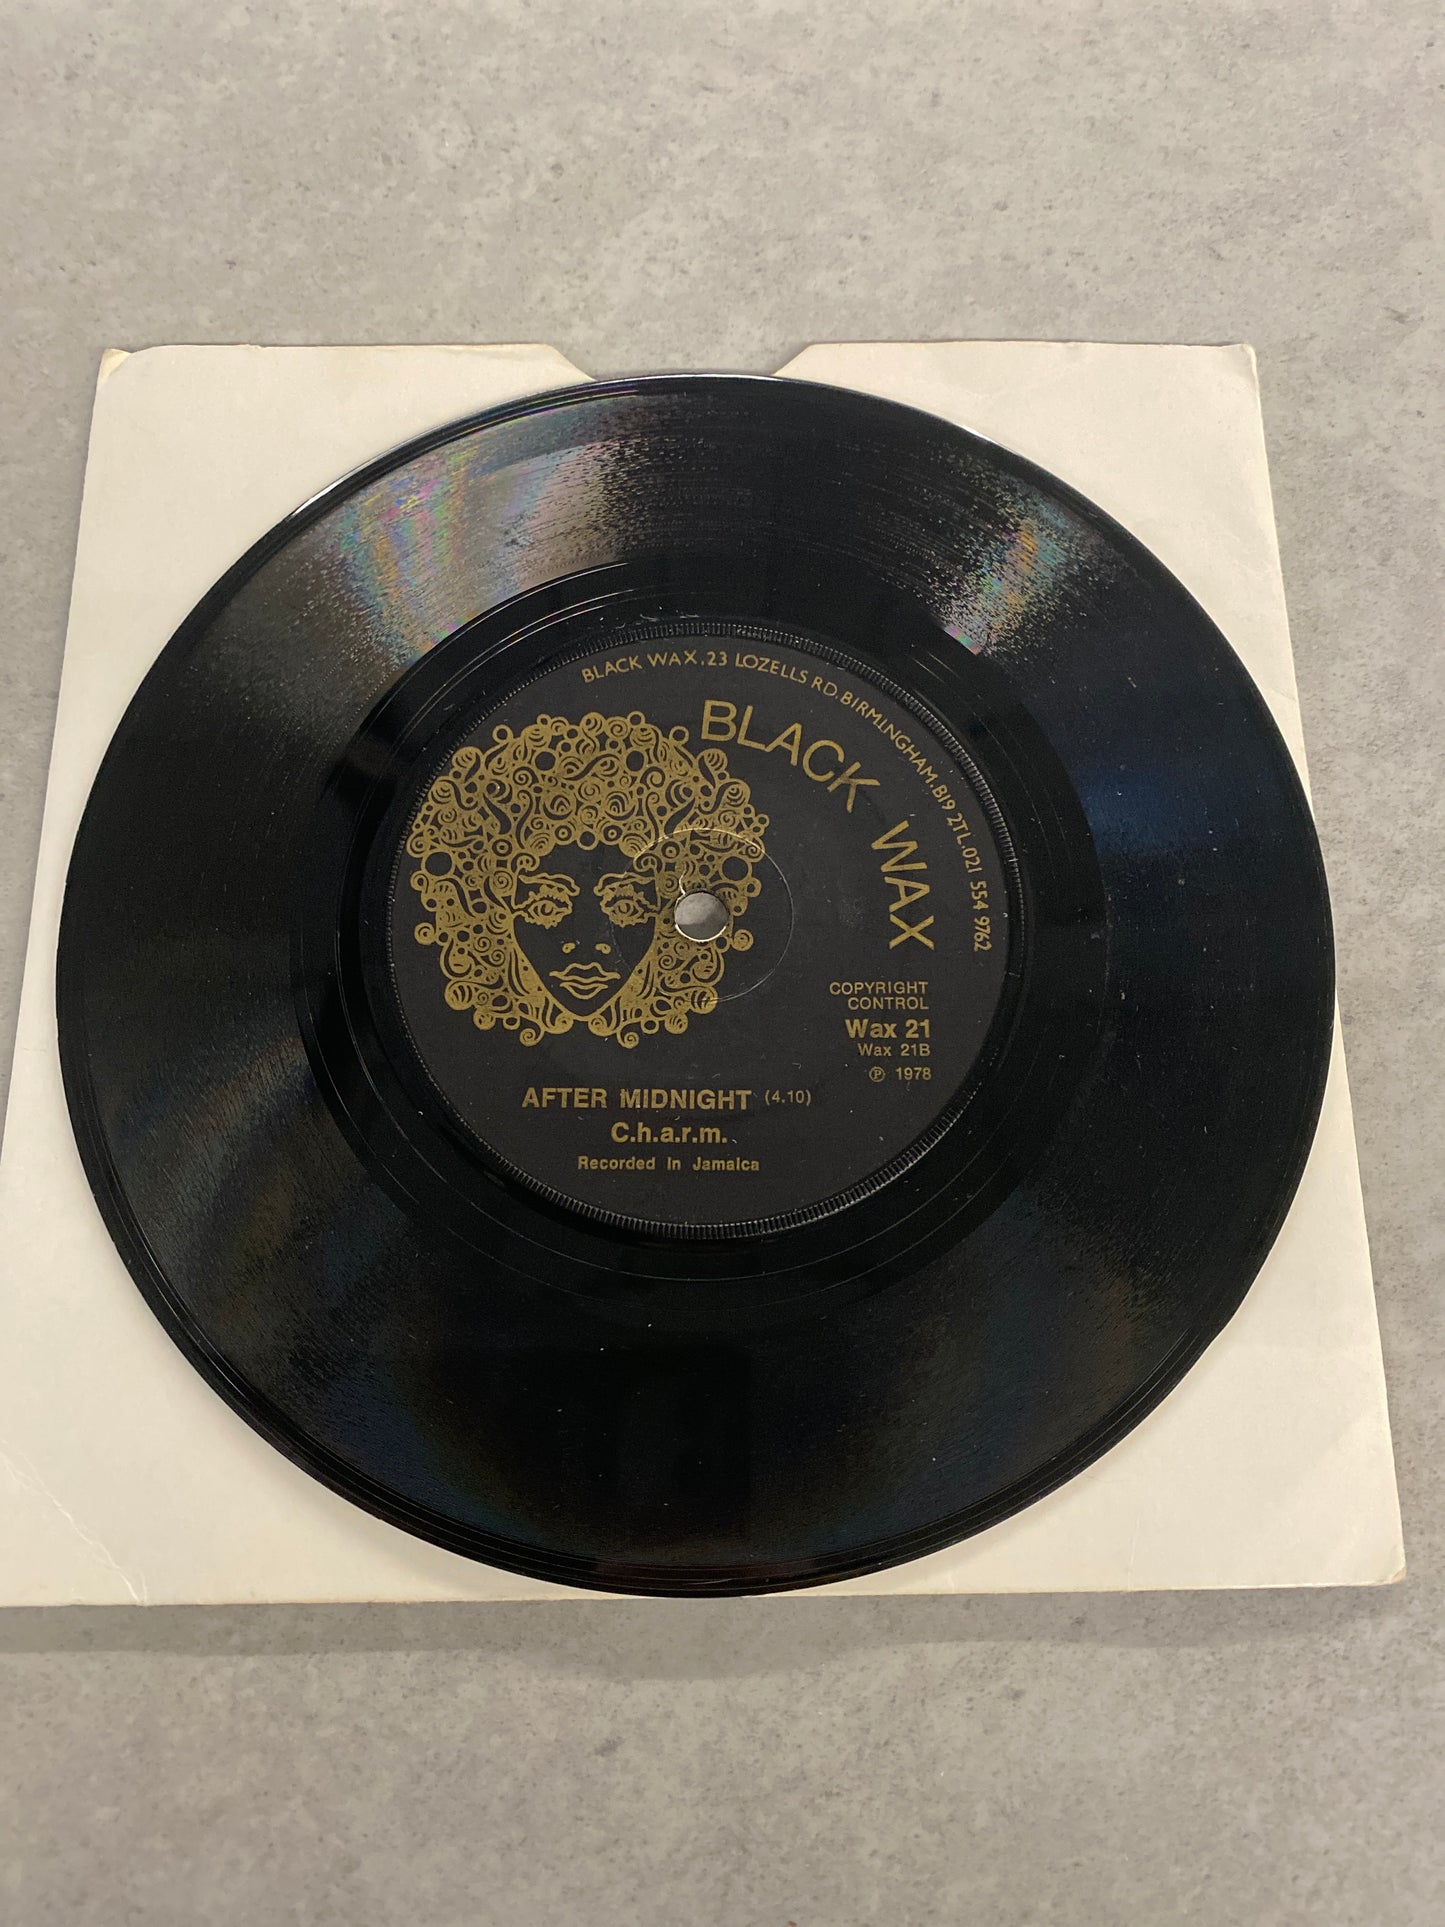 BLACK WAX.23 LOZELLS RD.BIRMINGHAM.B19 2TL.021 554 9762
BLACK WAX
COPYRIGHT
CONTROL
Wax 21
Wax 21B
℗ 1978
AFTER MIDNIGHT (4.10)
C.h.a.r.m.
Recorded in Jamaica